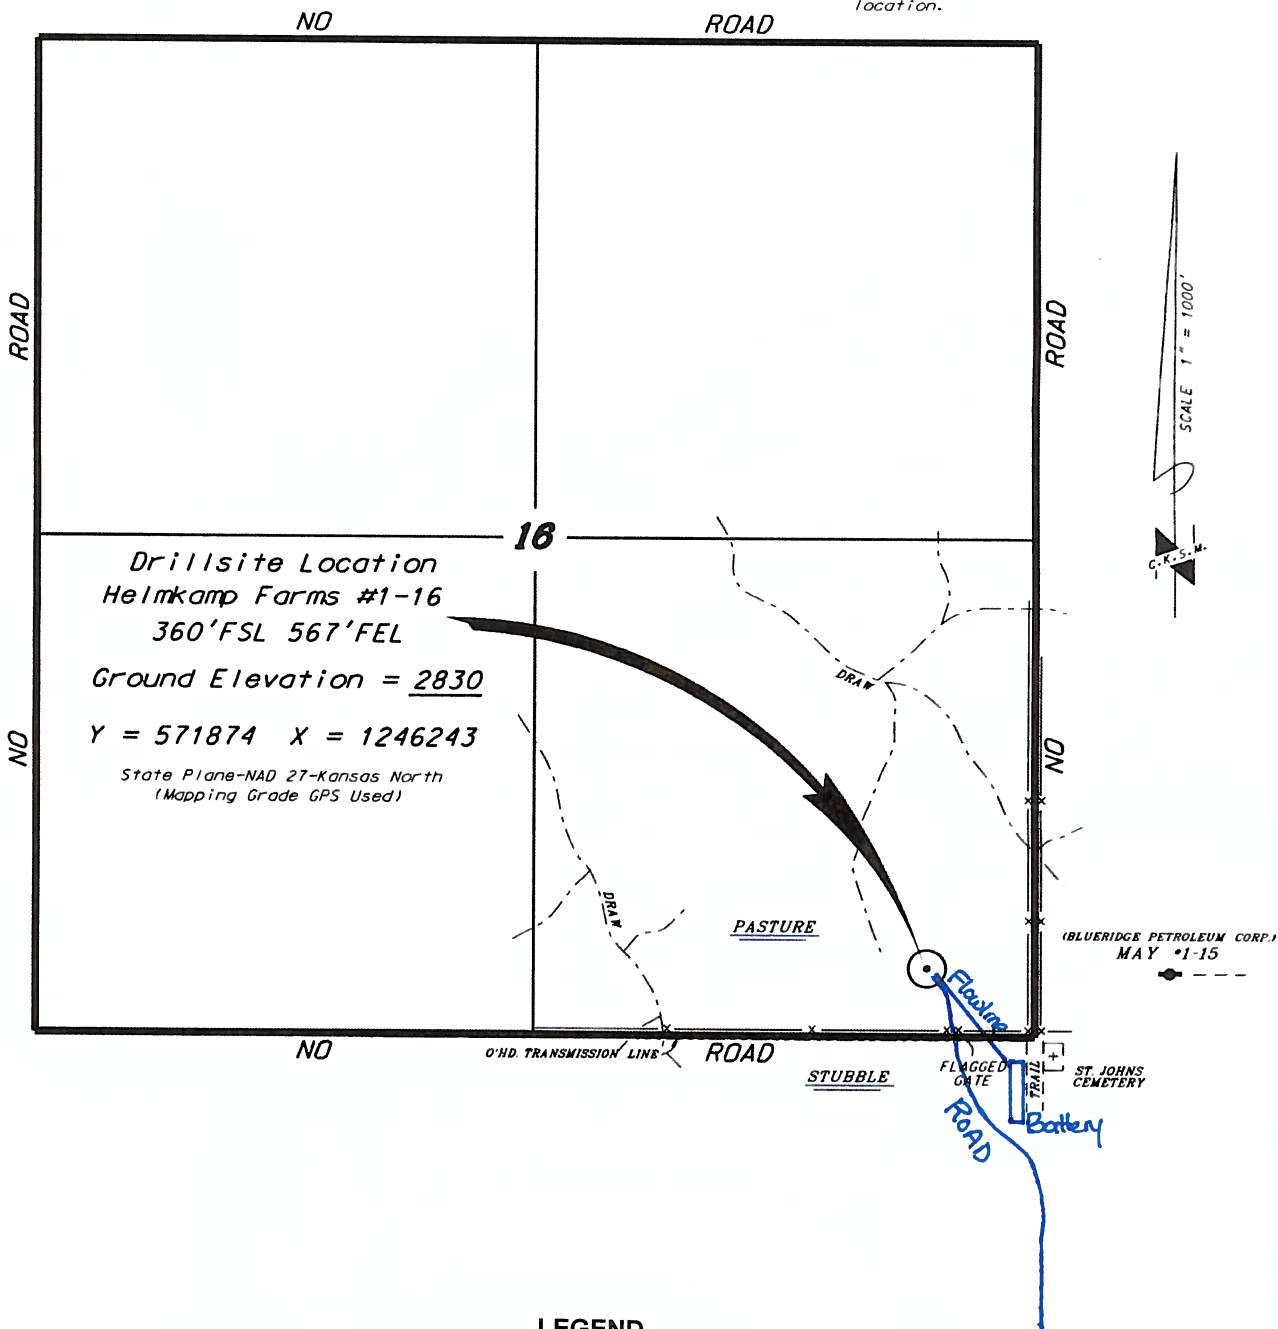 location.
NO ROAD
ROAD
ROAD
SCALE 1" = 1000'
16
C.K.S.M.
Drillsite Location
Helmkamp Farms #1-16
360'FSL 567'FEL
Ground Elevation = 2830
Y = 571874 X = 1246243
State Plane-NAD 27-Kansas North
(Mapping Grade GPS Used)
DRAW
NO
NO
DRAW
PASTURE
(BLUERIDGE PETROLEUM CORP.)
MAY #1-15
Flowline
NO
O'HD. TRANSMISSION LINE
ROAD
STUBBLE
FLAGGED
GATE
TRAIL
ST. JOHNS
CEMETERY
ROAD
Battery
LEGEND